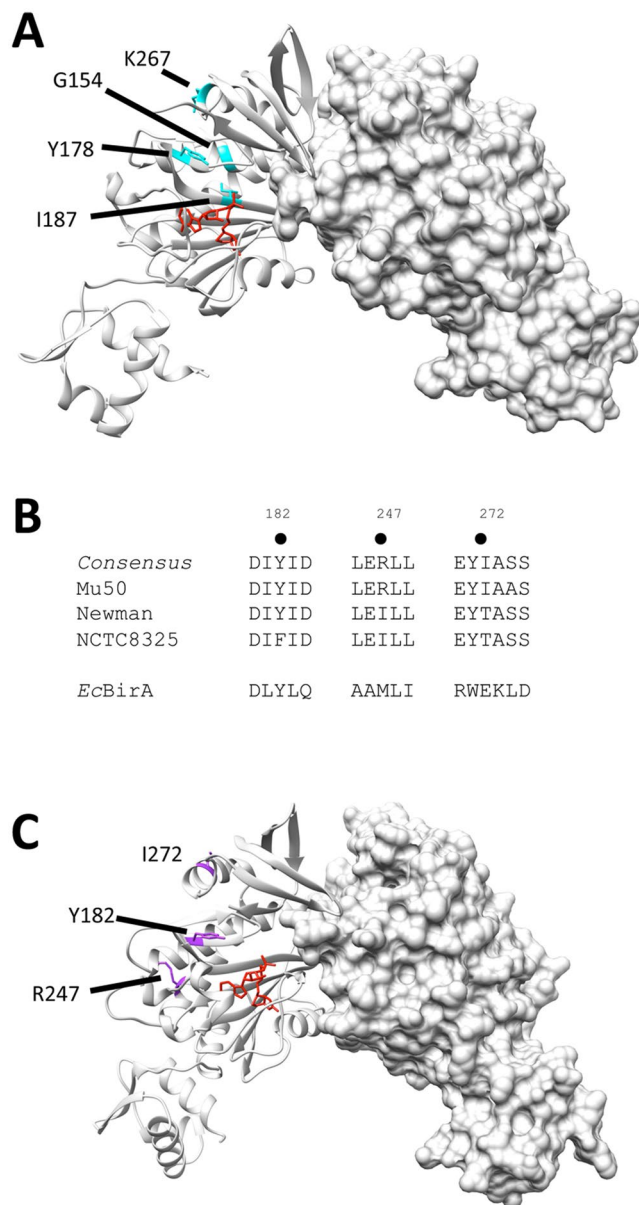 A
K267
G154
Y178
I187
B
182 247 272
Consensus DIYID LERLL EYIASS
Mu50 DIYID LERLL EYIAAS
Newman DIYID LEILL EYTASS
NCTC8325 DIFID LEILL EYTASS
EcBirA DLYLQ AAMLI RWEKLD
C
I272
Y182
R247